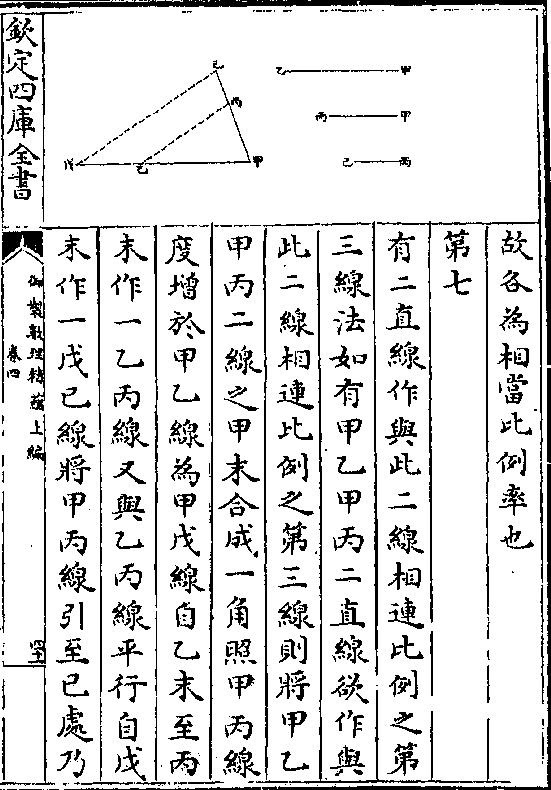 故各為相當比例率也
第七
有二直線作與此二線相連比例之第
三線法如有甲乙甲丙二直線欲作與
此二線相連比例之第三線則將甲乙
甲丙二線之甲末合成一角照甲丙線
度增於甲乙線為甲戊線自乙末至丙
末作一乙丙線又與乙丙線平行自戊
末作一戊己線將甲丙線引至己處乃
欽定四庫全書
御製數理精蘊上編
卷四
甲
乙
甲
丙
丙
己
己
丙
甲
乙
戊